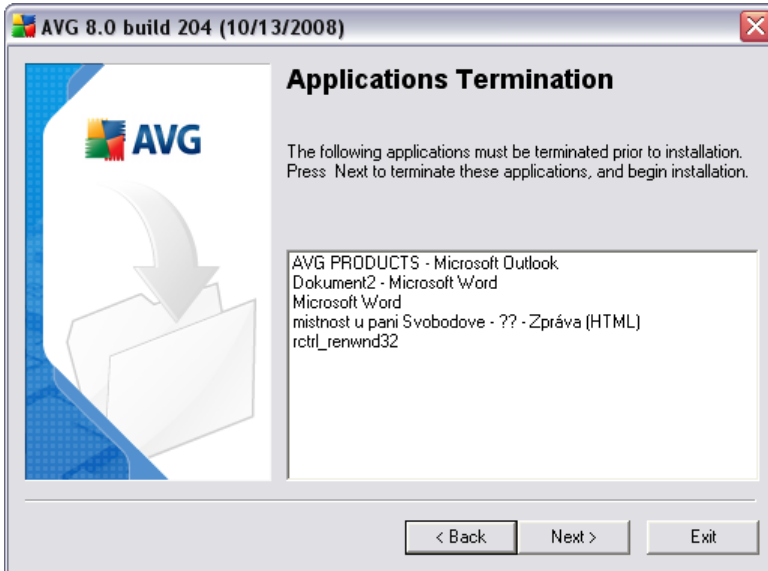 AVG 8.0 build 204 (10/13/2008)
AVG
Applications Termination
The following applications must be terminated prior to installation.
Press Next to terminate these applications, and begin installation.
AVG PRODUCTS - Microsoft Outlook
Dokument2 - Microsoft Word
Microsoft Word
mistnost u pani Svobodove - ?? - Zpráva (HTML)
rctrl_renwnd32
< Back
Next >
Exit